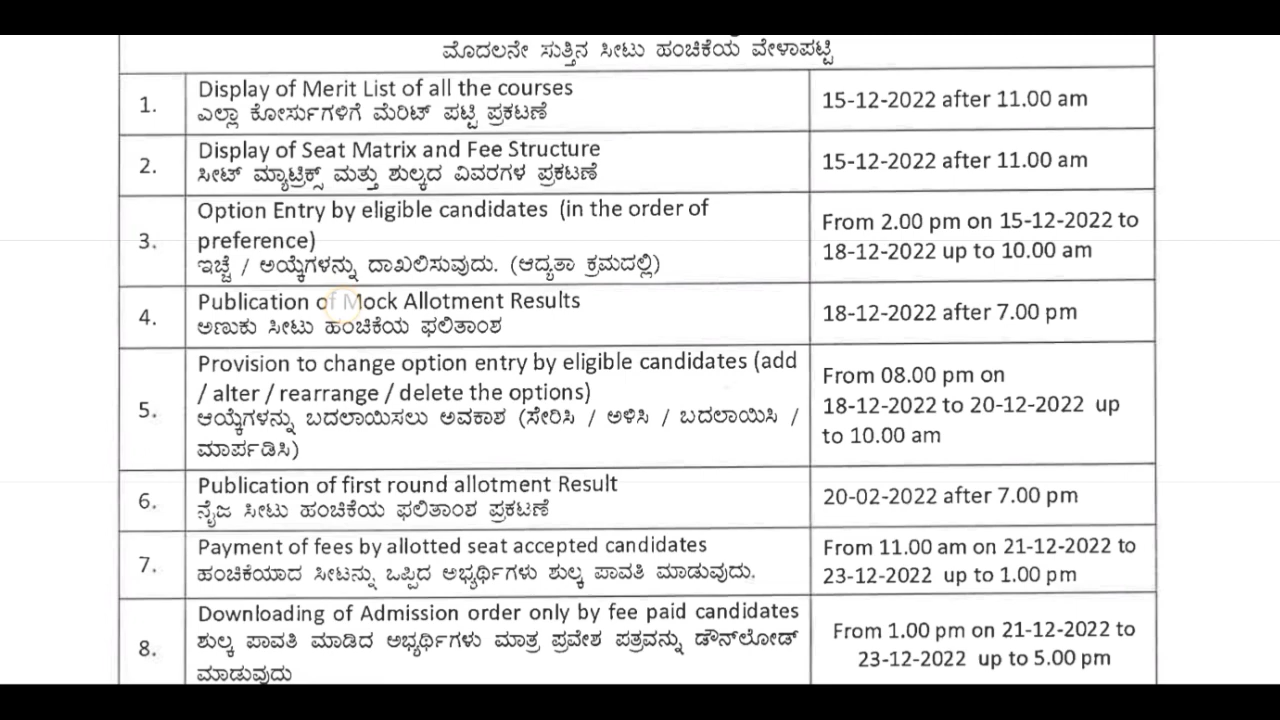 ಮೊದಲನೇ ಸುತ್ತಿನ ಸೀಟು ಹಂಚಿಕೆಯ ವೇಳಾಪಟ್ಟಿ
1.
Display of Merit List of all the courses
ಎಲ್ಲಾ ಕೋರ್ಸುಗಳಿಗೆ ಮೆರಿಟ್ ಪಟ್ಟಿ ಪ್ರಕಟಣೆ
15-12-2022 after 11.00 am
2.
Display of Seat Matrix and Fee Structure
ಸೀಟ್ ಮ್ಯಾಟ್ರಿಕ್ಸ್ ಮತ್ತು ಶುಲ್ಕದ ವಿವರಗಳ ಪ್ರಕಟಣೆ
15-12-2022 after 11.00 am
3.
Option Entry by eligible candidates (in the order of
preference)
ಇಚ್ಛೆ / ಆಯ್ಕೆಗಳನ್ನು ದಾಖಲಿಸುವುದು. (ಆದ್ಯತಾ ಕ್ರಮದಲ್ಲಿ)
From 2.00 pm on 15-12-2022 to
18-12-2022 up to 10.00 am
4.
Publication of Mock Allotment Results
ಅಣುಕು ಸೀಟು ಹಂಚಿಕೆಯ ಫಲಿತಾಂಶ
18-12-2022 after 7.00 pm
5.
Provision to change option entry by eligible candidates (add
/ alter / rearrange / delete the options)
ಆಯ್ಕೆಗಳನ್ನು ಬದಲಾಯಿಸಲು ಅವಕಾಶ (ಸೇರಿಸಿ / ಅಳಿಸಿ / ಬದಲಾಯಿಸಿ /
ಮಾರ್ಪಡಿಸಿ)
From 08.00 pm on
18-12-2022 to 20-12-2022 up
to 10.00 am
6.
Publication of first round allotment Result
ನೈಜ ಸೀಟು ಹಂಚಿಕೆಯ ಫಲಿತಾಂಶ ಪ್ರಕಟಣೆ
20-02-2022 after 7.00 pm
7.
Payment of fees by allotted seat accepted candidates
ಹಂಚಿಕೆಯಾದ ಸೀಟನ್ನು ಒಪ್ಪಿದ ಅಭ್ಯರ್ಥಿಗಳು ಶುಲ್ಕ ಪಾವತಿ ಮಾಡುವುದು.
From 11.00 am on 21-12-2022 to
23-12-2022 up to 1.00 pm
8.
Downloading of Admission order only by fee paid candidates
ಶುಲ್ಕ ಪಾವತಿ ಮಾಡಿದ ಅಭ್ಯರ್ಥಿಗಳು ಮಾತ್ರ ಪ್ರವೇಶ ಪತ್ರವನ್ನು ಡೌನ್‌ಲೋಡ್
ಮಾಡುವುದು
From 1.00 pm on 21-12-2022 to
23-12-2022 up to 5.00 pm